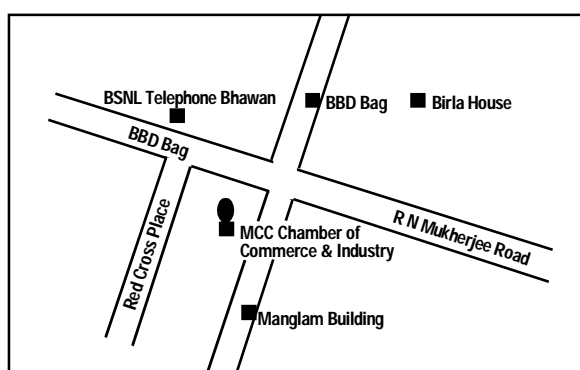 BSNL Telephone Bhawan
BBD Bag
Birla House
BBD Bag
Red Cross Place
MCC Chamber of
Commerce & Industry
R N Mukherjee Road
Manglam Building